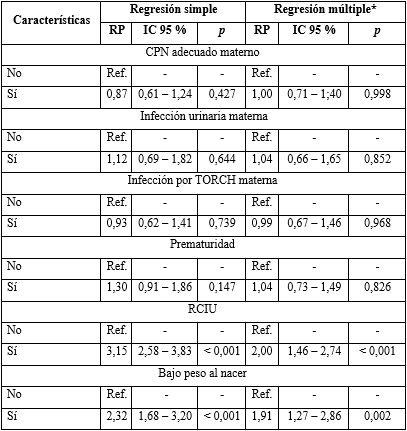 Características Regresión simple Regresión múltiple*
RP IC 95 % p RP IC 95 % p
CPN adecuado materno
No Ref. - - Ref. - -
Sí 0,87 0,61 – 1,24 0,427 1,00 0,71 – 1;40 0,998
Infección urinaria materna
No Ref. - - Ref. - -
Sí 1,12 0,69 – 1,82 0,644 1,04 0,66 – 1,65 0,852
Infección por TORCH materna
No Ref. - - Ref. - -
Sí 0,93 0,62 – 1,41 0,739 0,99 0,67 – 1,46 0,968
Prematuridad
No Ref. - - Ref. - -
Sí 1,30 0,91 – 1,86 0,147 1,04 0,73 – 1,49 0,826
RCIU
No Ref. - - Ref. - -
Sí 3,15 2,58 – 3,83 < 0,001 2,00 1,46 – 2,74 < 0,001
Bajo peso al nacer
No Ref. - - Ref. - -
Sí 2,32 1,68 – 3,20 < 0,001 1,91 1,27 – 2,86 0,002